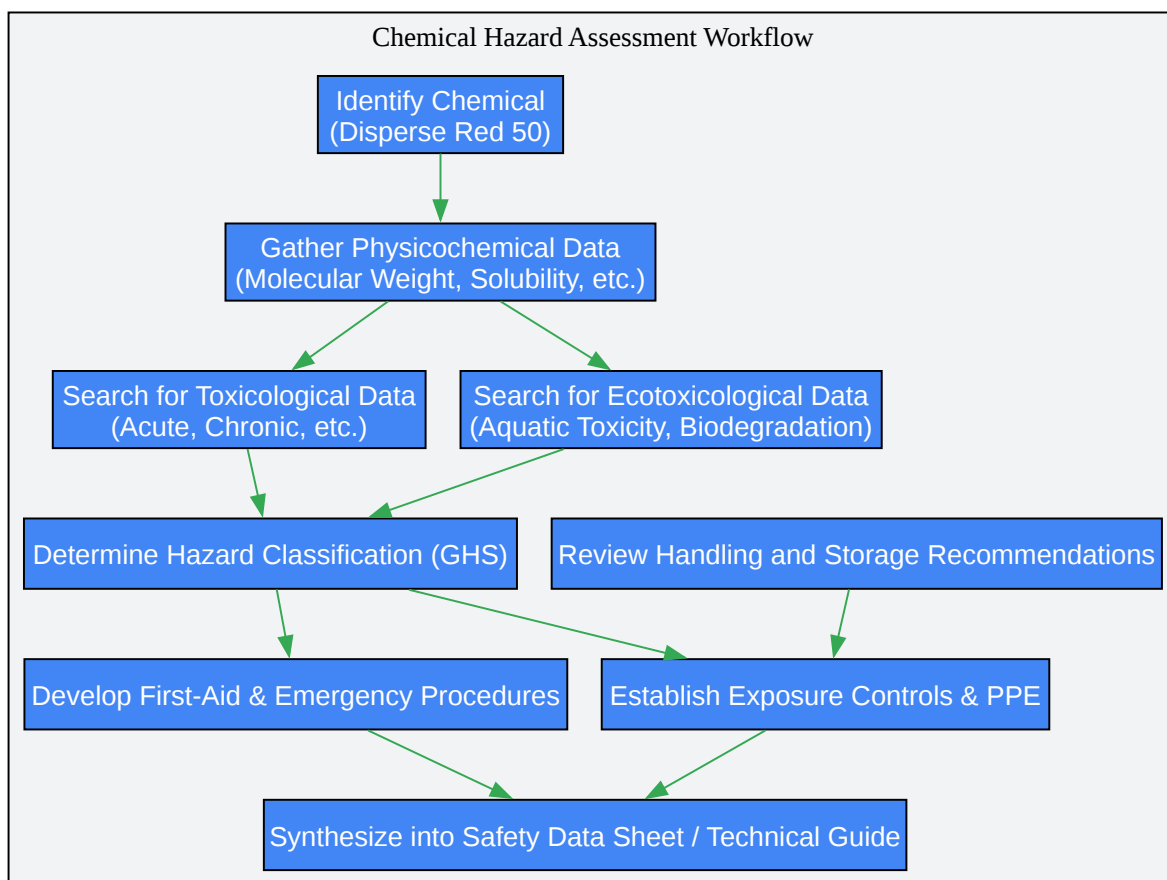 Chemical Hazard Assessment Workflow
Identify Chemical
(Disperse Red 50)
Gather Physicochemical Data
(Molecular Weight, Solubility, etc.)
Search for Toxicological Data
(Acute, Chronic, etc.)
Search for Ecotoxicological Data
(Aquatic Toxicity, Biodegradation)
Determine Hazard Classification (GHS)
Review Handling and Storage Recommendations
Develop First-Aid & Emergency Procedures
Establish Exposure Controls & PPE
Synthesize into Safety Data Sheet / Technical Guide